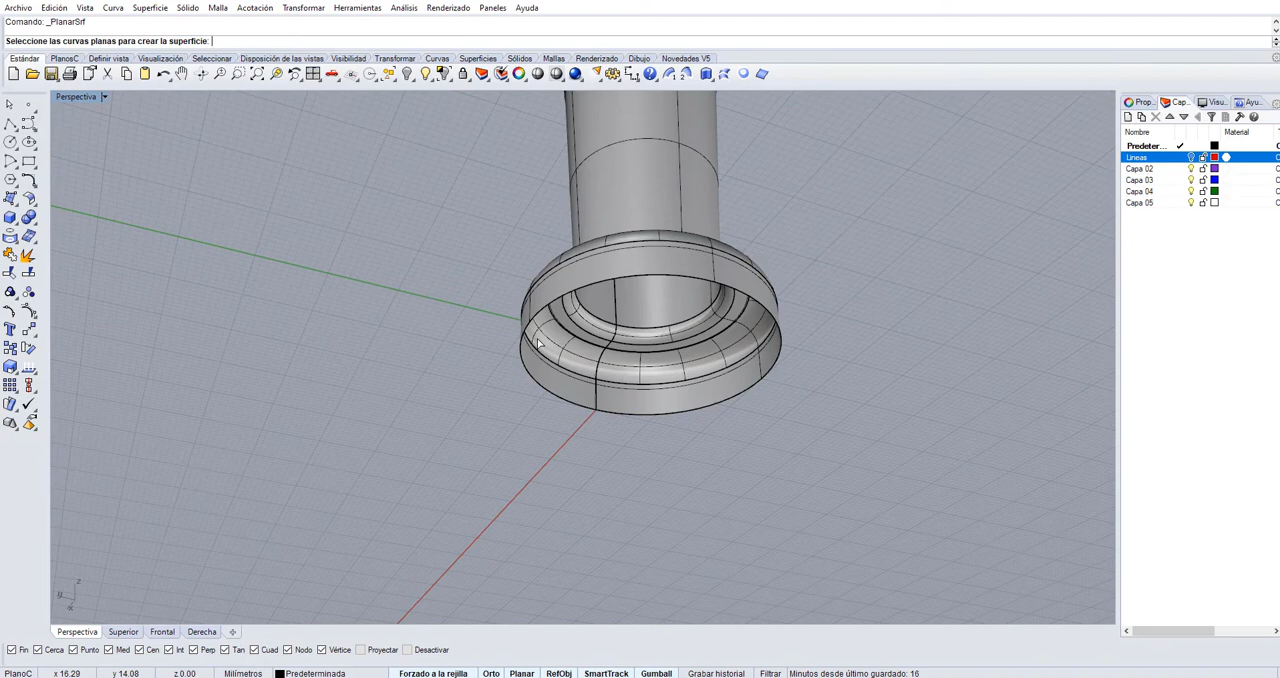 Archivo Edición Vista Curva Superficie Sólido Malla Acotación Transformar Herramientas Análisis Renderizado Paneles Ayuda
Comando: _PlanarSrf
Seleccione las curvas planas para crear la superficie:
Estándar PlanosC Definir vista Visualización Seleccionar Disposición de las vistas Visibilidad Transformar Curvas Superficies Sólidos Mallas Renderizado Dibujo Novedades V5
Perspectiva
Prop... Cap... Visu... Ayu...
Nombre Material
Predeter...
Lineas
Capa 02
Capa 03
Capa 04
Capa 05
z
y
x
Perspectiva Superior Frontal Derecha
Fin Cerca Punto Med Cen Int Perp Tan Cuad Nodo Vértice Proyectar Desactivar
PlanoC x 16.29 y 14.08 z 0.00 Milímetros Predeterminada Forzado a la rejilla Orto Planar RefObj SmartTrack Gumball Grabar historial Filtrar Minutos desde último guardado: 16